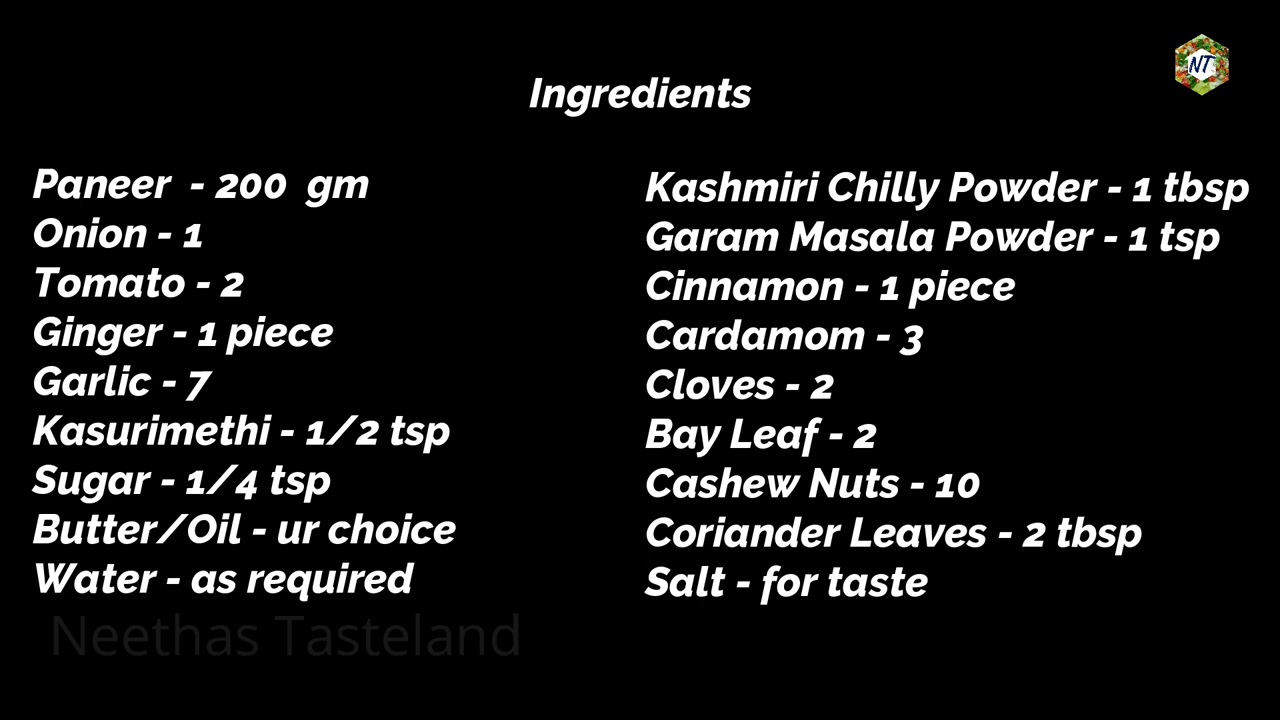 NT
Ingredients
Paneer - 200 gm
Onion - 1
Tomato - 2
Ginger - 1 piece
Garlic - 7
Kasurimethi - 1/2 tsp
Sugar - 1/4 tsp
Butter/Oil - ur choice
Water - as required
Kashmiri Chilly Powder - 1 tbsp
Garam Masala Powder - 1 tsp
Cinnamon - 1 piece
Cardamom - 3
Cloves - 2
Bay Leaf - 2
Cashew Nuts - 10
Coriander Leaves - 2 tbsp
Salt - for taste
Neethas Tasteland